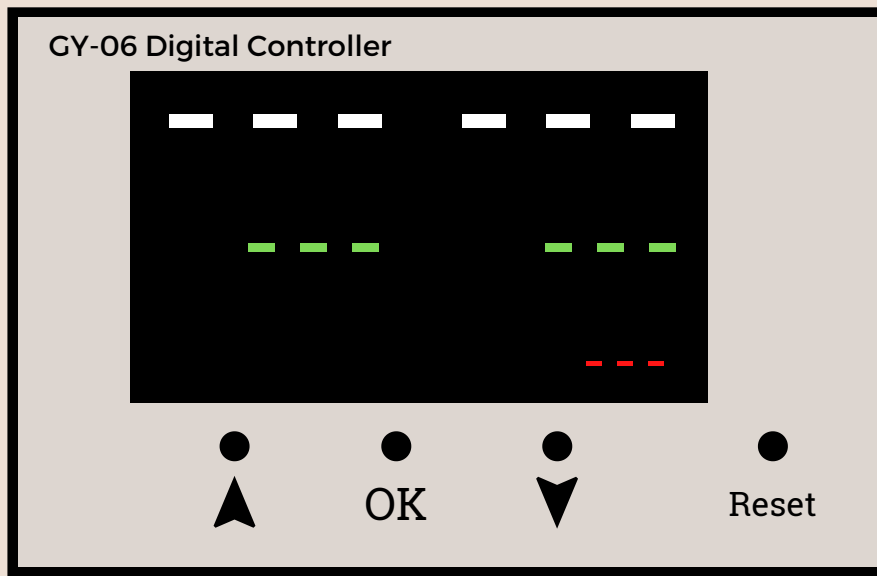 GY-06 Digital Controller
--- ---
--- ---
---
OK
Reset